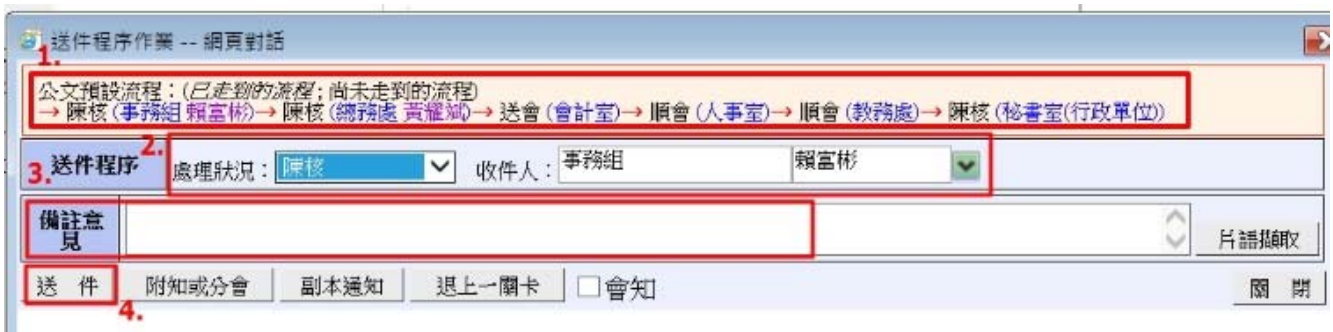 送件程序作業 -- 網頁對話
1.
公文預設流程：(已走到的流程；尚未走到的流程)
→ 陳核 (事務組 賴富彬)→ 陳核 (總務處 黃耀斌)→ 送會 (會計室)→ 順會 (人事室)→ 順會 (教務處)→ 陳核 (秘書室(行政單位))
2.
3. 送件程序 處理狀況：陳核 收件人：事務組 賴富彬
備註意見 片語擷取
送 件 附知或分會 副本通知 退上一關卡 會知 關 閉
4.